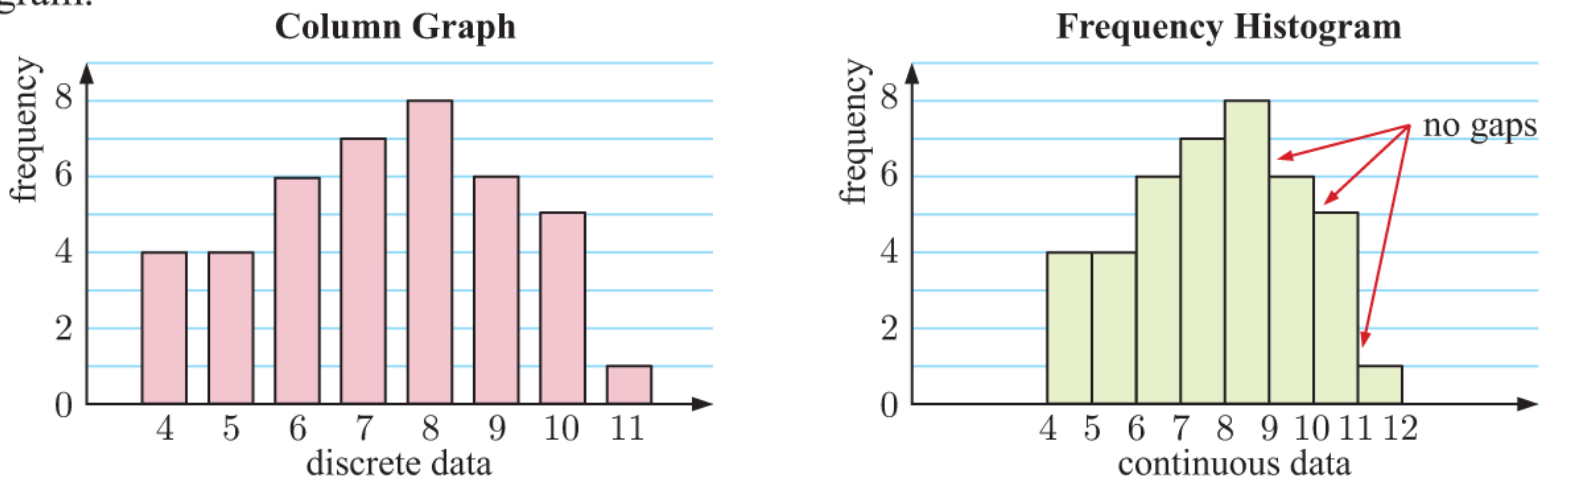 gram.
Column Graph
frequency
8
6
4
2
0
4 5 6 7 8 9 10 11
discrete data
Frequency Histogram
frequency
8
6
4
2
0
no gaps
4 5 6 7 8 9 10 11 12
continuous data